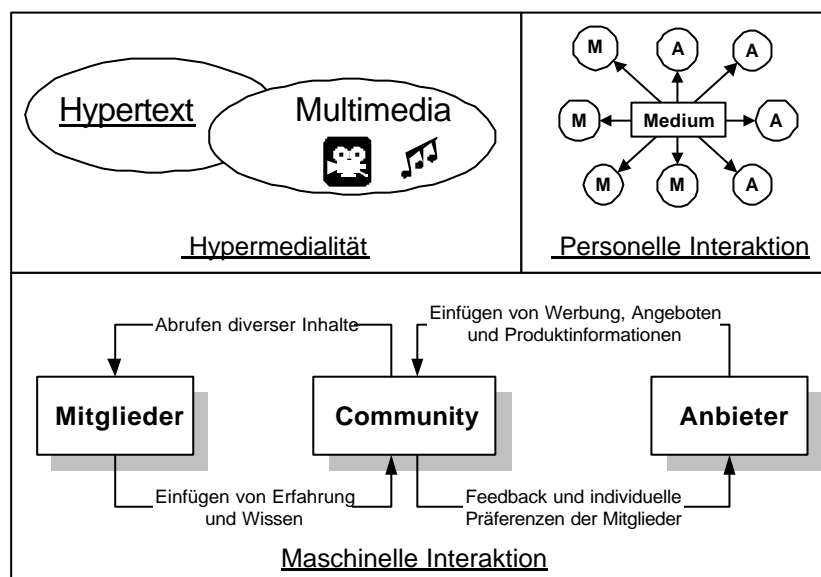 Hypertext
Multimedia
Hypermedialität
M
A
A
M
Medium
A
M
M
A
Personelle Interaktion
Abrufen diverser Inhalte
Einfügen von Werbung, Angeboten
und Produktinformationen
Mitglieder
Community
Anbieter
Einfügen von Erfahrung
und Wissen
Feedback und individuelle
Präferenzen der Mitglieder
Maschinelle Interaktion